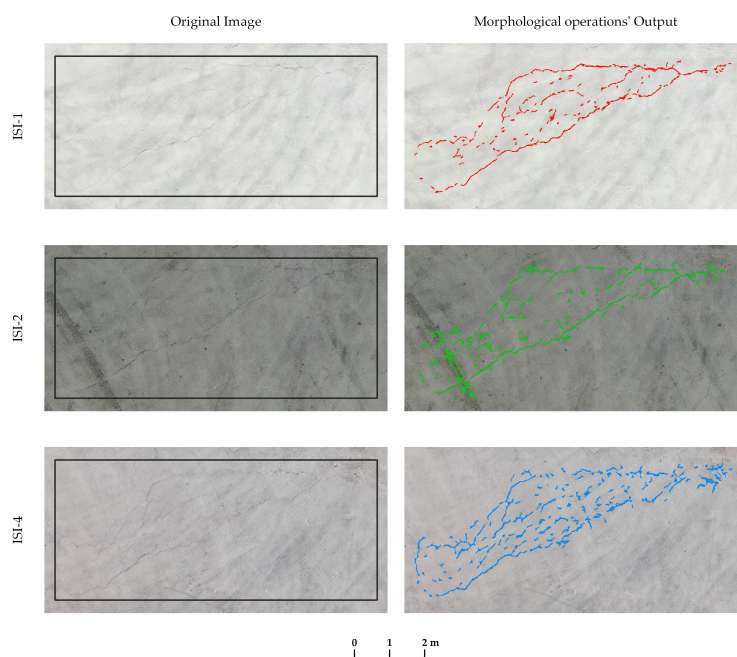 Original Image
Morphological operations' Output
ISI-1
ISI-2
ISI-4
0 1 2 m